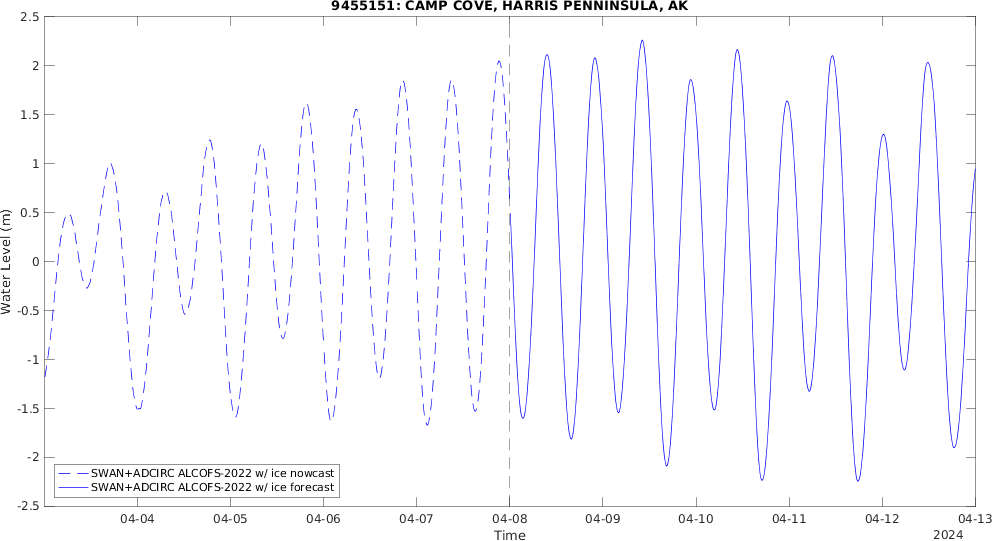 9455151: CAMP COVE, HARRIS PENNINSULA, AK
2.5
2
1.5
1
0.5
0
-0.5
-1
-1.5
-2
-2.5
Water Level (m)
SWAN+ADCIRC ALCOFS-2022 w/ ice nowcast
SWAN+ADCIRC ALCOFS-2022 w/ ice forecast
04-04 04-05 04-06 04-07 04-08 04-09 04-10 04-11 04-12 04-13
Time
2024